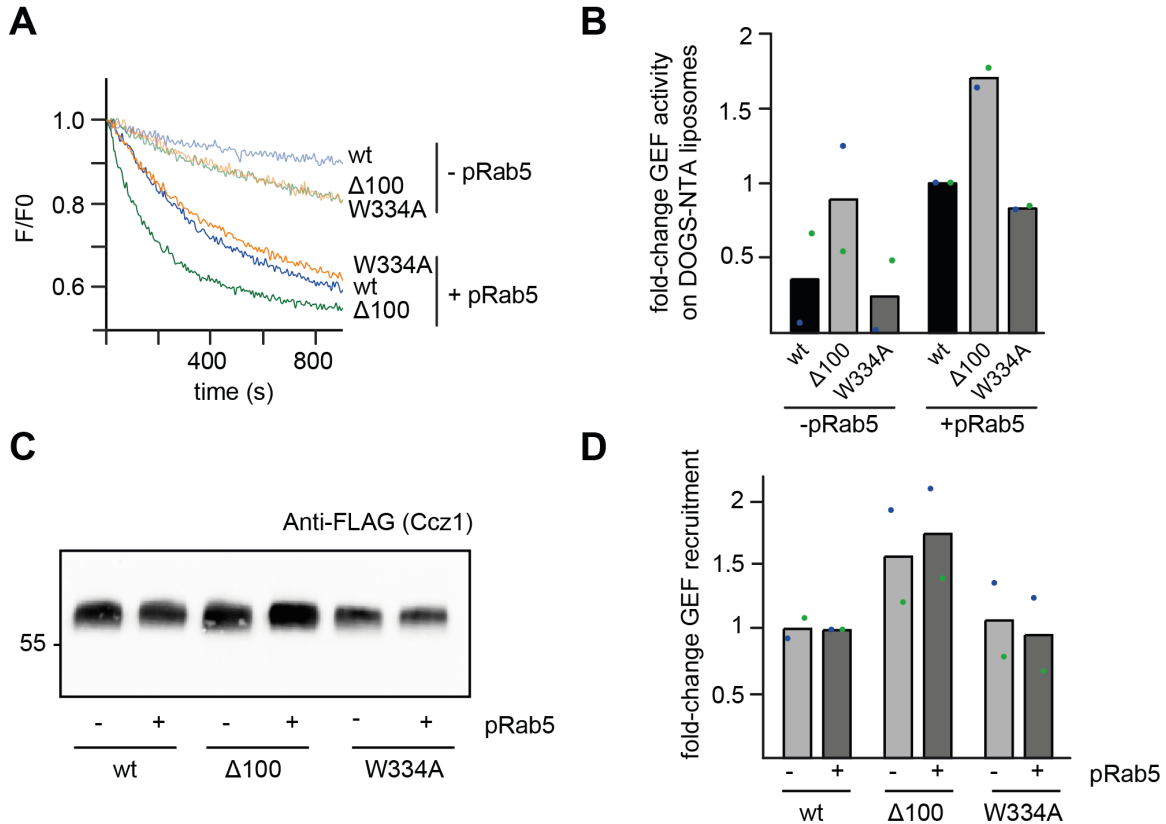 A
F/F0
1.0
0.8
0.6
400
800
time (s)
wt
Δ100
W334A
- pRab5
W334A
wt
Δ100
+ pRab5
B
fold-change GEF activity
on DOGS-NTA liposomes
2
1.5
1
0.5
wt
Δ100
W334A
wt
Δ100
W334A
-pRab5
+pRab5
C
Anti-FLAG (Ccz1)
55
- + - + - + pRab5
wt Δ100 W334A
D
fold-change GEF recruitment
2
1.5
1
0.5
- + - + - + pRab5
wt Δ100 W334A